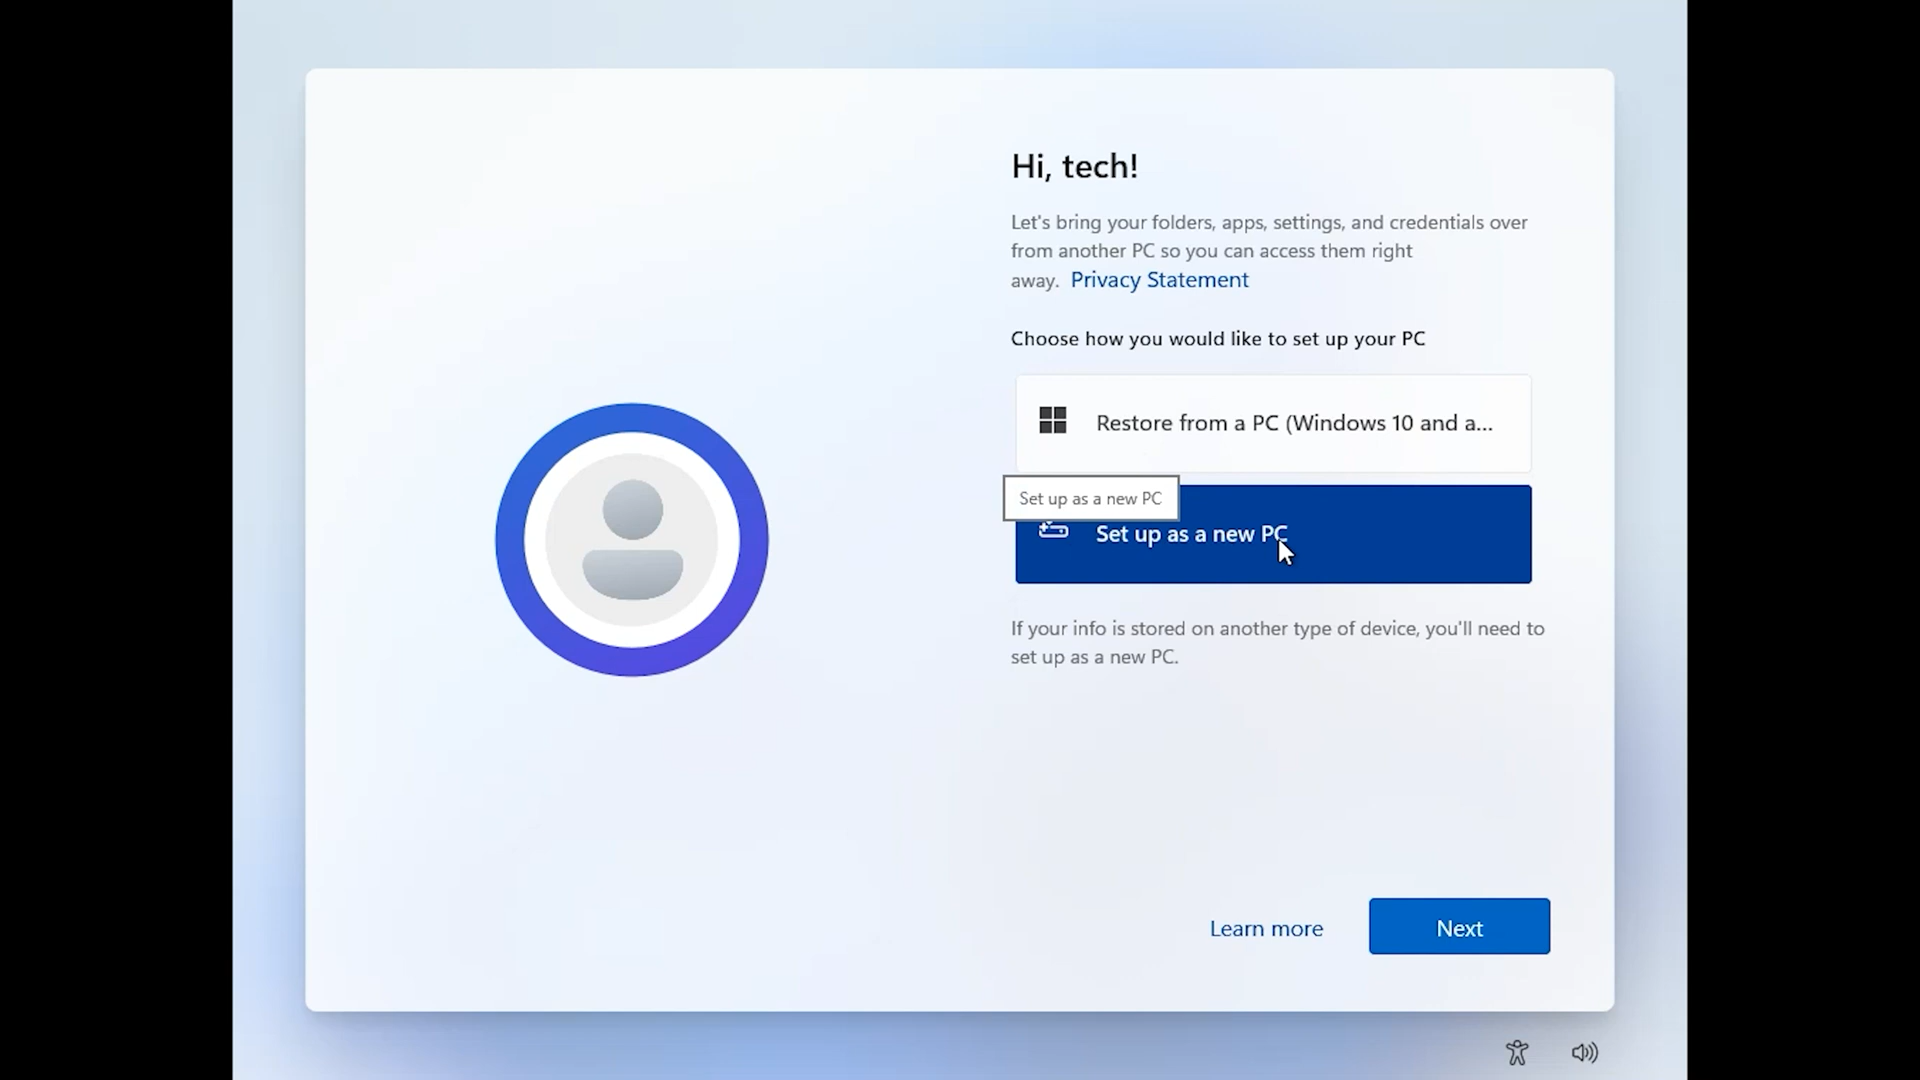 Hi, tech!
Let's bring your folders, apps, settings, and credentials over
from another PC so you can access them right
away. Privacy Statement
Choose how you would like to set up your PC
Restore from a PC (Windows 10 and a...
Set up as a new PC
Set up as a new PC
If your info is stored on another type of device, you'll need to
set up as a new PC.
Learn more
Next